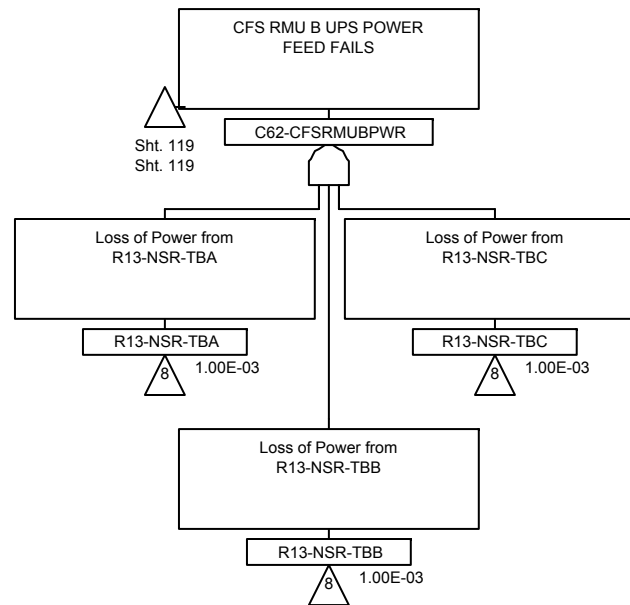 CFS RMU B UPS POWER
FEED FAILS
Sht. 119
Sht. 119
C62-CFSRMUBPWR
Loss of Power from
R13-NSR-TBA
R13-NSR-TBA
8
1.00E-03
Loss of Power from
R13-NSR-TBC
R13-NSR-TBC
8
1.00E-03
Loss of Power from
R13-NSR-TBB
R13-NSR-TBB
8
1.00E-03